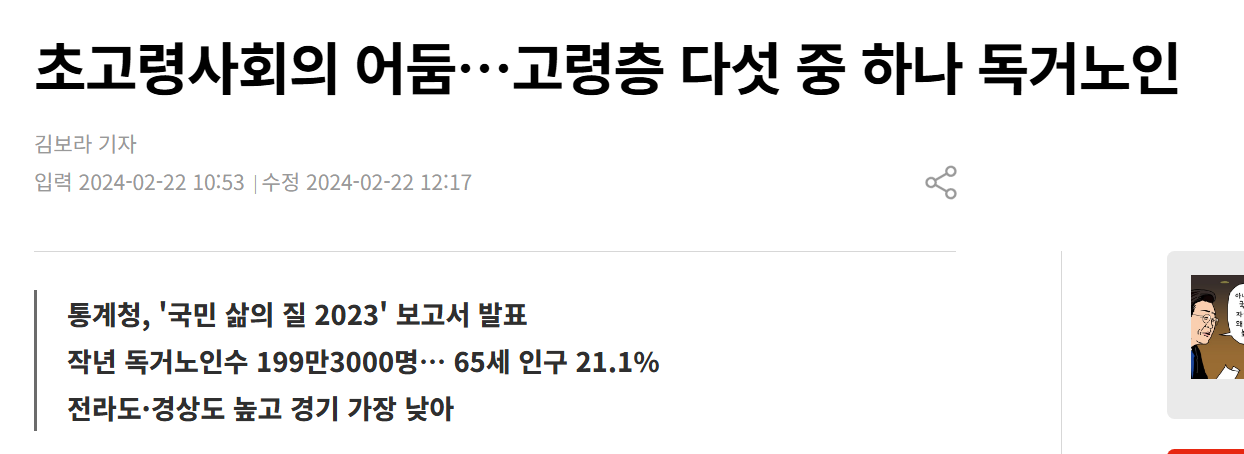 초고령사회의 어둠…고령층 다섯 중 하나 독거노인
김보라 기자
입력 2024-02-22 10:53 | 수정 2024-02-22 12:17
통계청, '국민 삶의 질 2023' 보고서 발표
작년 독거노인수 199만3000명… 65세 인구 21.1%
전라도·경상도 높고 경기 가장 낮아